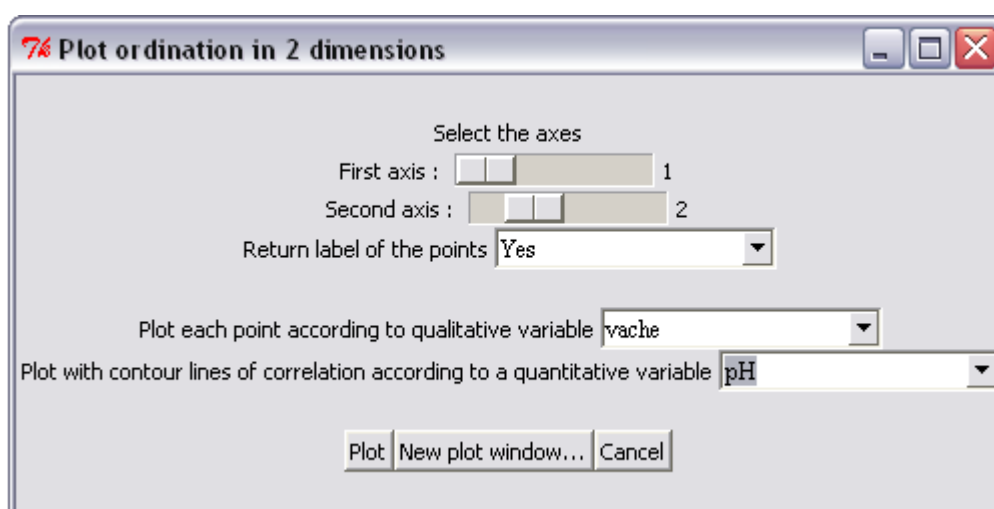 Plot ordination in 2 dimensions
Select the axes
First axis : 1
Second axis : 2
Return label of the points Yes
Plot each point according to qualitative variable vache
Plot with contour lines of correlation according to a quantitative variable pH
Plot New plot window... Cancel